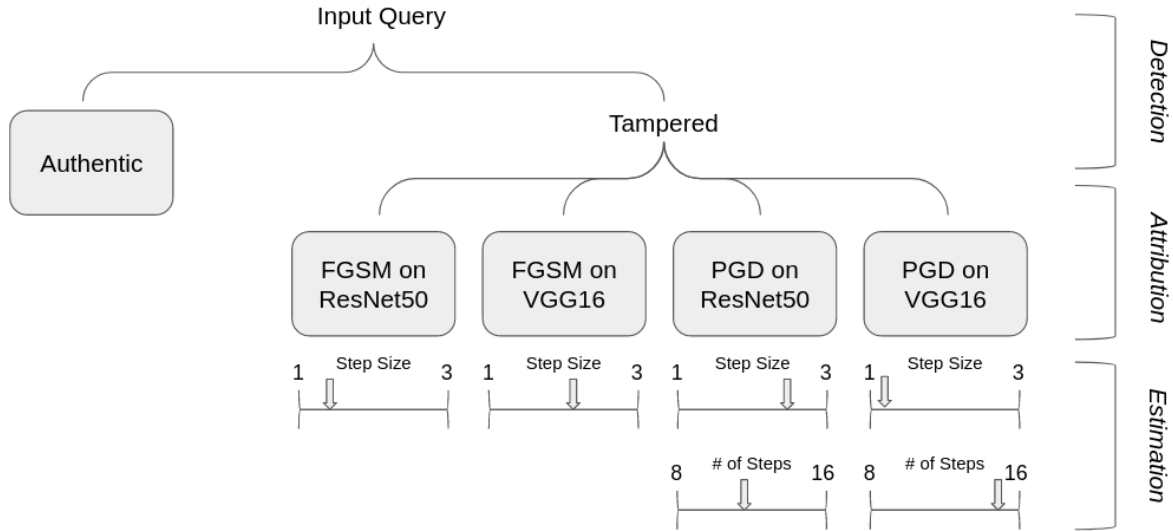 Input Query
Detection
Authentic
Tampered
Attribution
FGSM on
ResNet50
FGSM on
VGG16
PGD on
ResNet50
PGD on
VGG16
Estimation
1 Step Size 3
1 Step Size 3
1 Step Size 3
1 Step Size 3
8 # of Steps 16
8 # of Steps 16